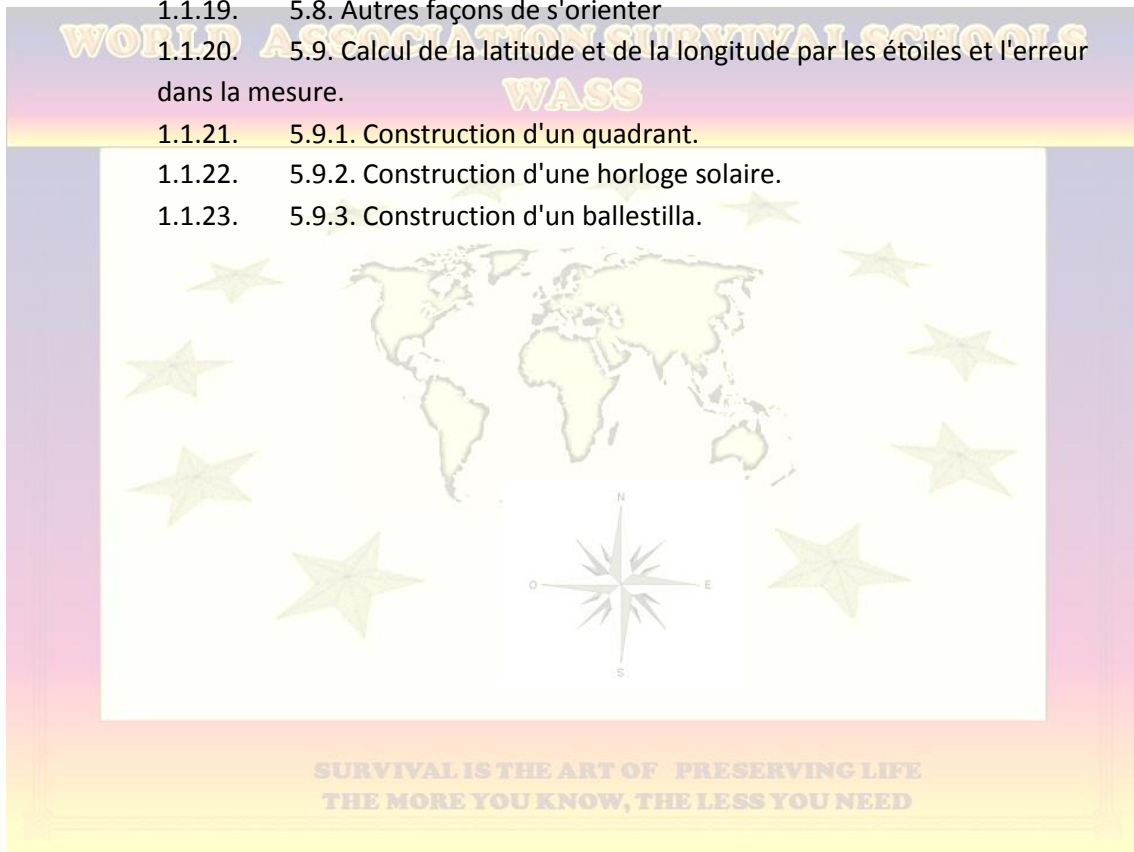 1.1.19. 5.8. Autres façons de s'orienter
WORLD ASSOCIATION SURVIVAL SCHOOLS
1.1.20. 5.9. Calcul de la latitude et de la longitude par les étoiles et l'erreur
dans la mesure.
WASS
1.1.21. 5.9.1. Construction d'un quadrant.
1.1.22. 5.9.2. Construction d'une horloge solaire.
1.1.23. 5.9.3. Construction d'un ballestilla.
N
O E
S
SURVIVAL IS THE ART OF PRESERVING LIFE
THE MORE YOU KNOW, THE LESS YOU NEED